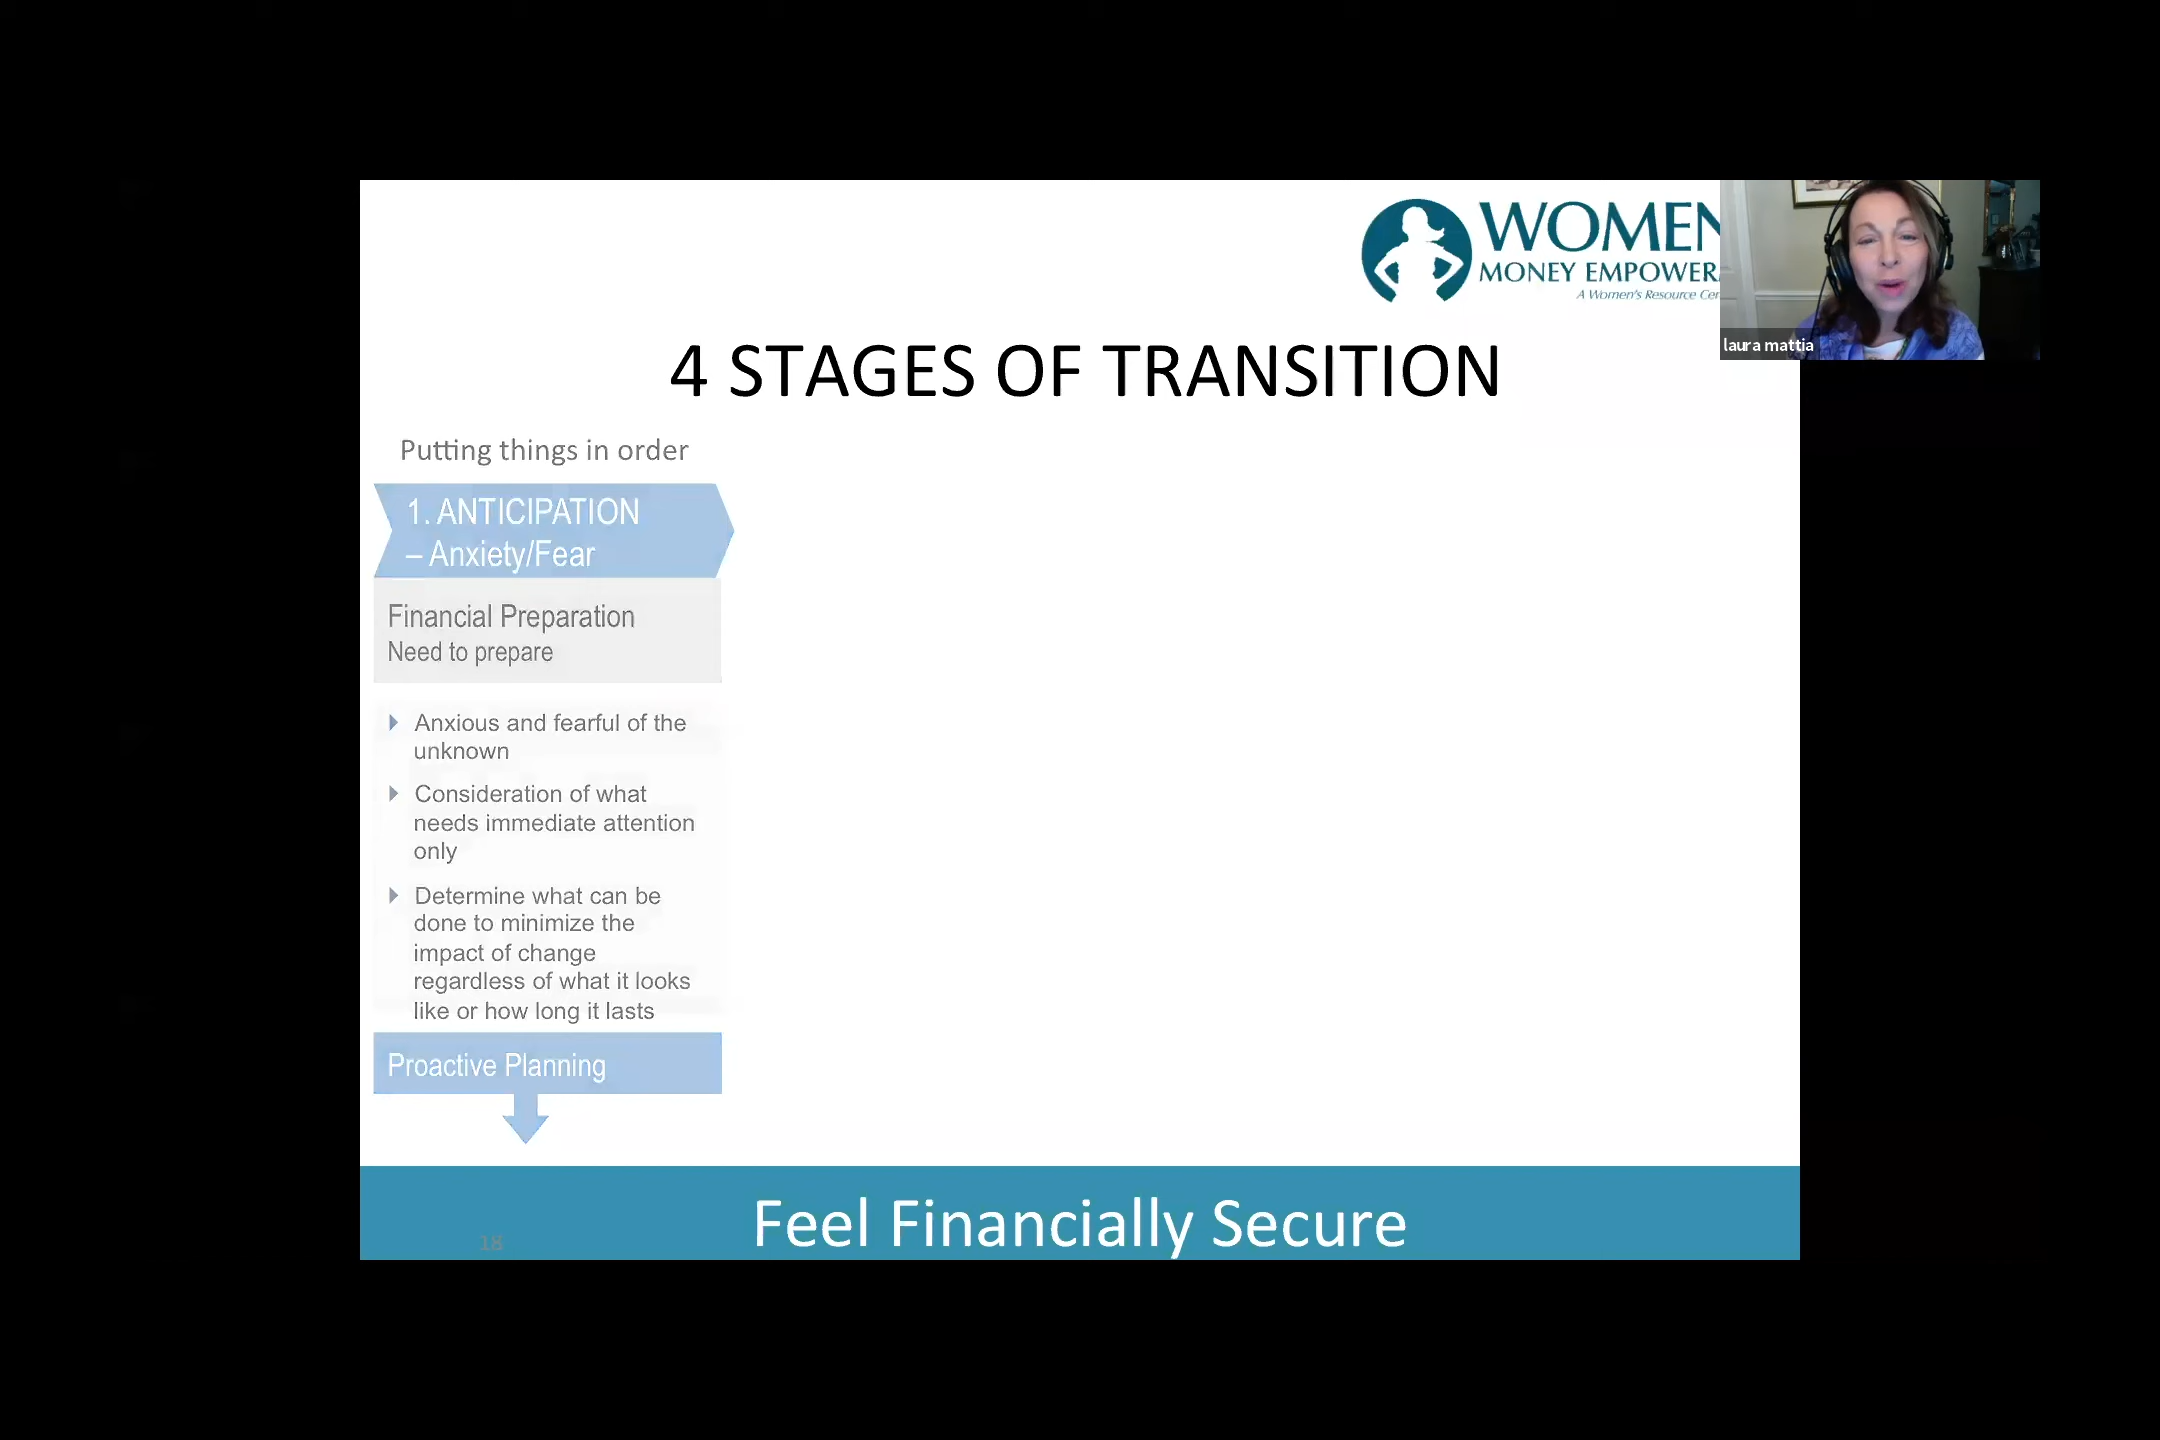 WOMEN
MONEY EMPOWER
A Women's Resource Cen
laura mattia
4 STAGES OF TRANSITION
Putting things in order
1. ANTICIPATION
– Anxiety/Fear
Financial Preparation
Need to prepare
Anxious and fearful of the
unknown
Consideration of what
needs immediate attention
only
Determine what can be
done to minimize the
impact of change
regardless of what it looks
like or how long it lasts
Proactive Planning
18
Feel Financially Secure